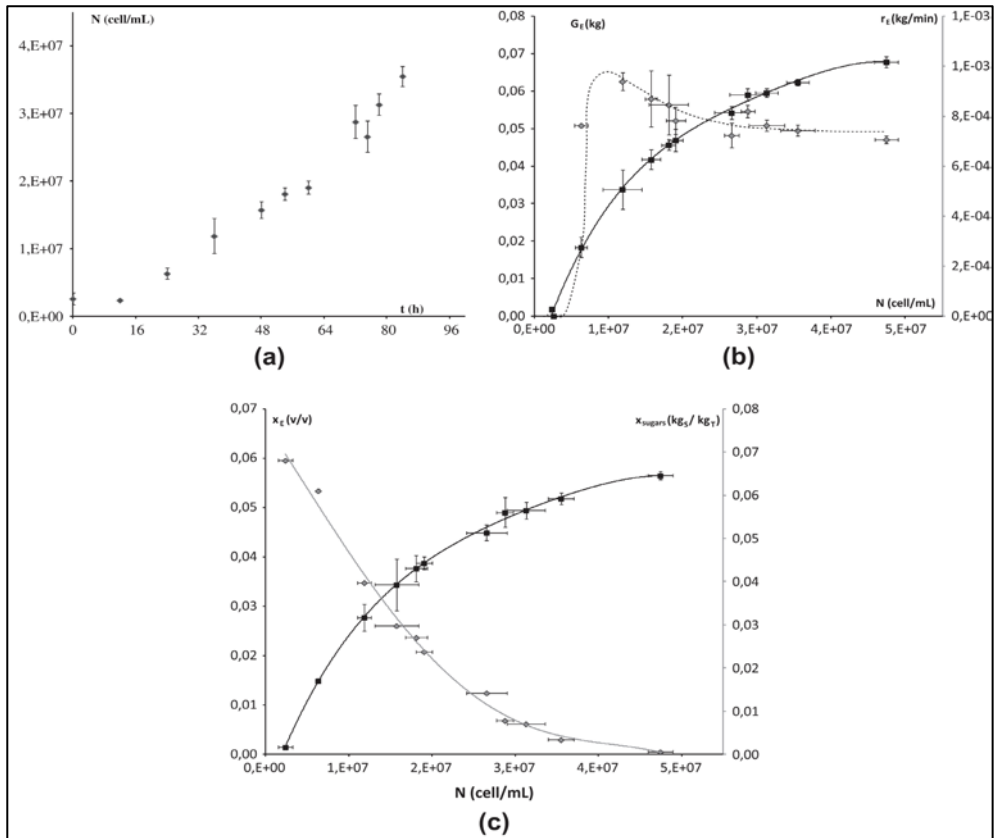 N (cell/mL)
4,E+07
3,E+07
2,E+07
1,E+07
0,E+00
0 16 32 48 64 80 96
t (h)
(a)
0,08
0,07
0,06
0,05
0,04
0,03
0,02
0,01
0,00
G_E(kg)
r_E(kg/min)
1,E-03
1,E-03
8,E-04
6,E-04
4,E-04
2,E-04
0,E+00
N (cell/mL)
0,E+00 1,E+07 2,E+07 3,E+07 4,E+07 5,E+07
(b)
0,07
0,06
0,05
0,04
0,03
0,02
0,01
0,00
x_E (v/v)
x_sugars (kg_S/ kg_T)
0,08
0,07
0,06
0,05
0,04
0,03
0,02
0,01
0,00
0,E+00 1,E+07 2,E+07 3,E+07 4,E+07 5,E+07
N (cell/mL)
(c)